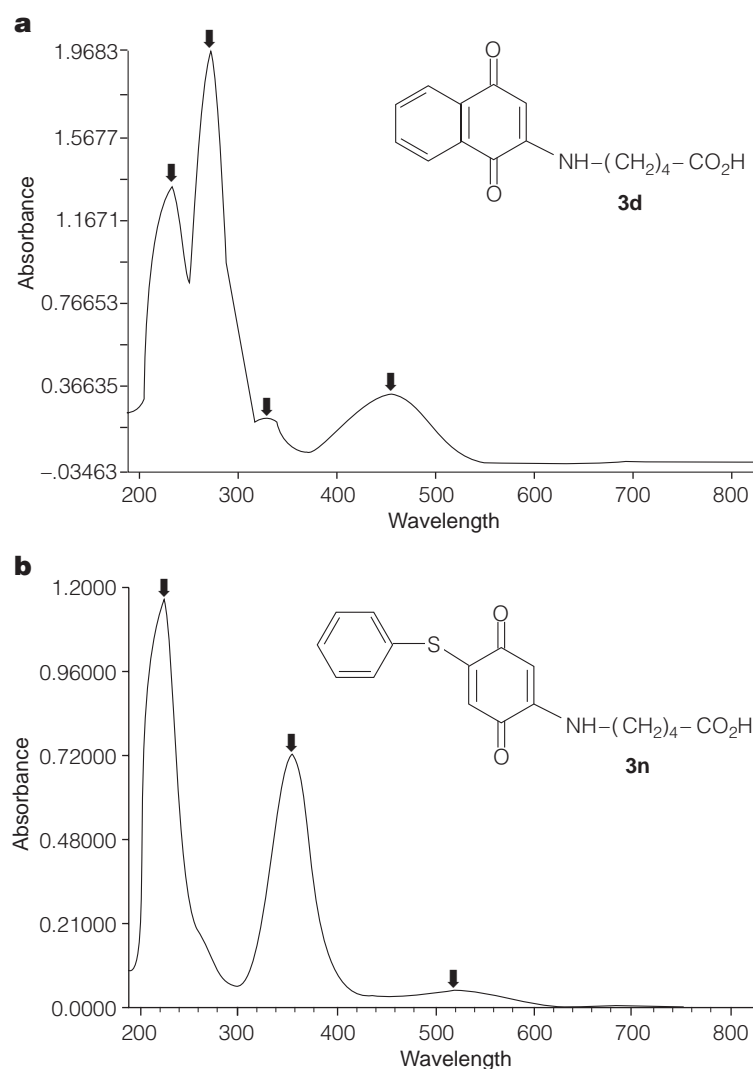 a
1.9683
1.5677
1.1671
0.76653
0.36635
–.03463
Absorbance
200 300 400 500 600 700 800
Wavelength
O
O
NH–(CH2)4–CO2H
3d
b
1.2000
0.96000
0.72000
0.48000
0.21000
0.0000
Absorbance
200 300 400 500 600 700 800
Wavelength
O
S
O
NH–(CH2)4–CO2H
3n